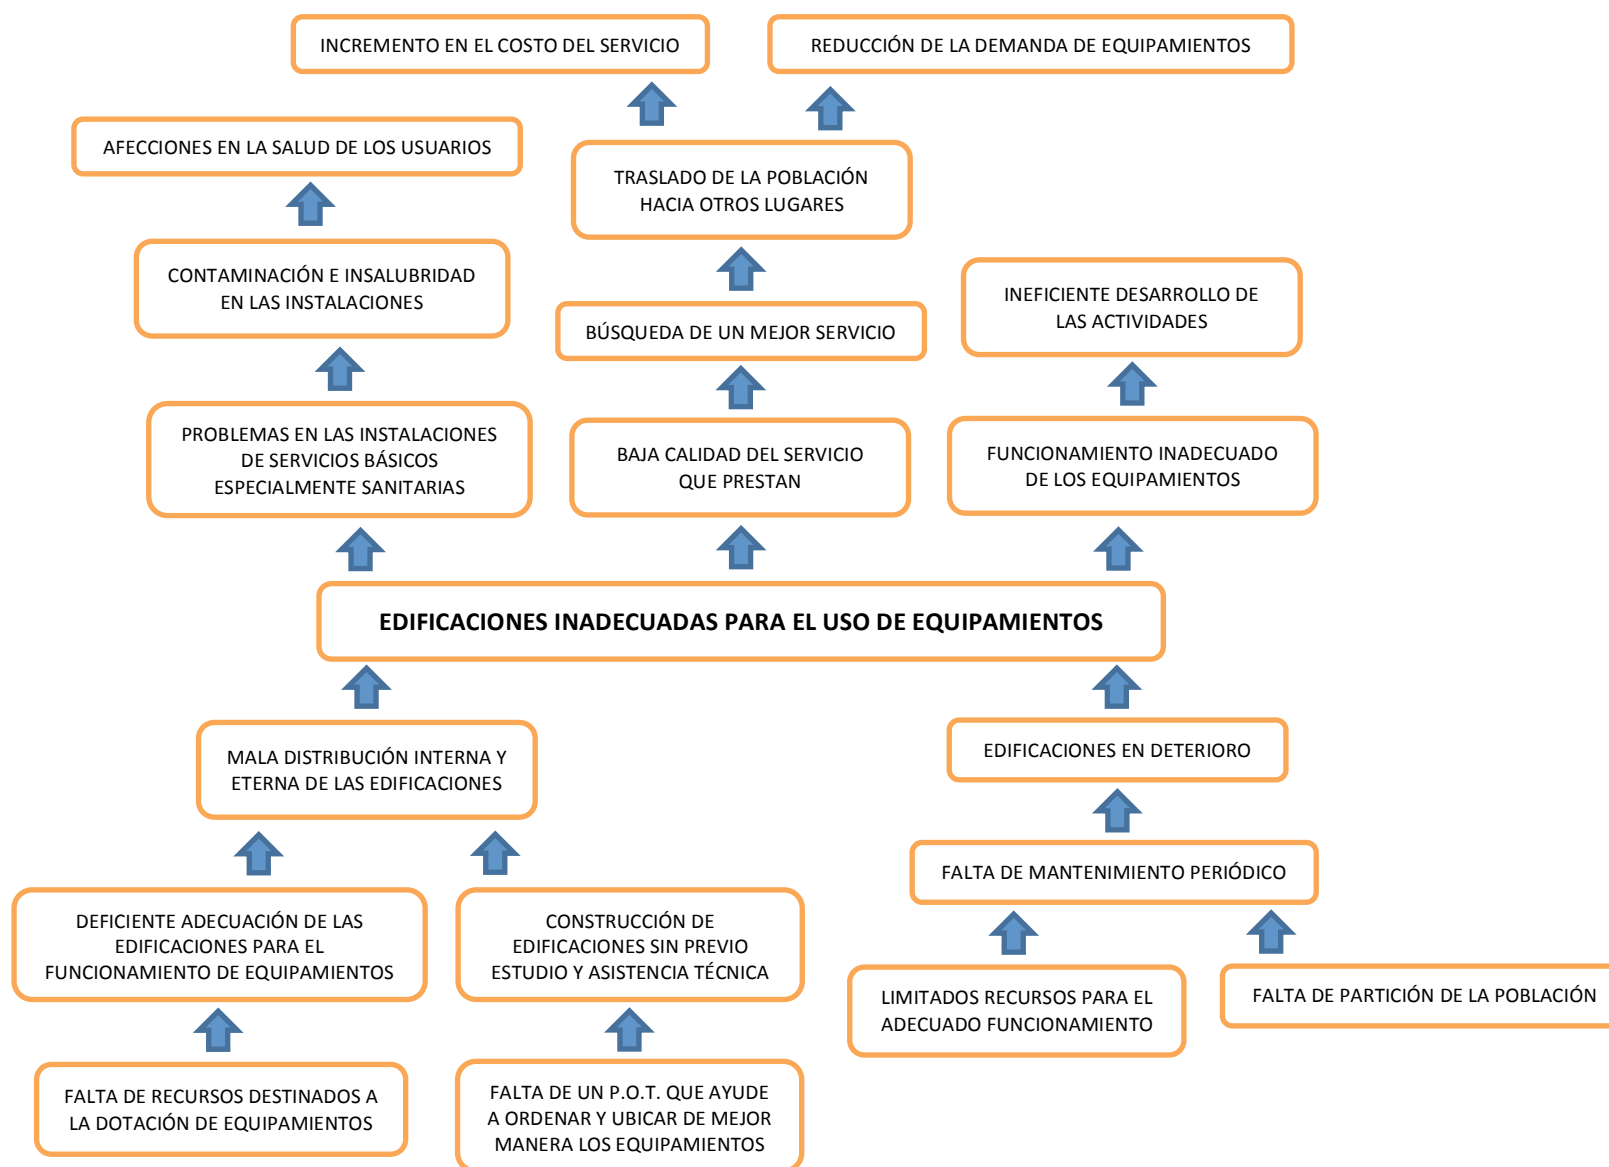 INCREMENTO EN EL COSTO DEL SERVICIO
REDUCCIÓN DE LA DEMANDA DE EQUIPAMIENTOS
AFECCIONES EN LA SALUD DE LOS USUARIOS
TRASLADO DE LA POBLACIÓN
HACIA OTROS LUGARES
CONTAMINACIÓN E INSALUBRIDAD
EN LAS INSTALACIONES
BÚSQUEDA DE UN MEJOR SERVICIO
INEFICIENTE DESARROLLO DE
LAS ACTIVIDADES
PROBLEMAS EN LAS INSTALACIONES
DE SERVICIOS BÁSICOS
ESPECIALMENTE SANITARIAS
BAJA CALIDAD DEL SERVICIO
QUE PRESTAN
FUNCIONAMIENTO INADECUADO
DE LOS EQUIPAMIENTOS
EDIFICACIONES INADECUADAS PARA EL USO DE EQUIPAMIENTOS
MALA DISTRIBUCIÓN INTERNA Y
ETERNA DE LAS EDIFICACIONES
EDIFICACIONES EN DETERIORO
FALTA DE MANTENIMIENTO PERIÓDICO
DEFICIENTE ADECUACIÓN DE LAS
EDIFICACIONES PARA EL
FUNCIONAMIENTO DE EQUIPAMIENTOS
CONSTRUCCIÓN DE
EDIFICACIONES SIN PREVIO
ESTUDIO Y ASISTENCIA TÉCNICA
LIMITADOS RECURSOS PARA EL
ADECUADO FUNCIONAMIENTO
FALTA DE PARTICIÓN DE LA POBLACIÓN
FALTA DE RECURSOS DESTINADOS A
LA DOTACIÓN DE EQUIPAMIENTOS
FALTA DE UN P.O.T. QUE AYUDE
A ORDENAR Y UBICAR DE MEJOR
MANERA LOS EQUIPAMIENTOS